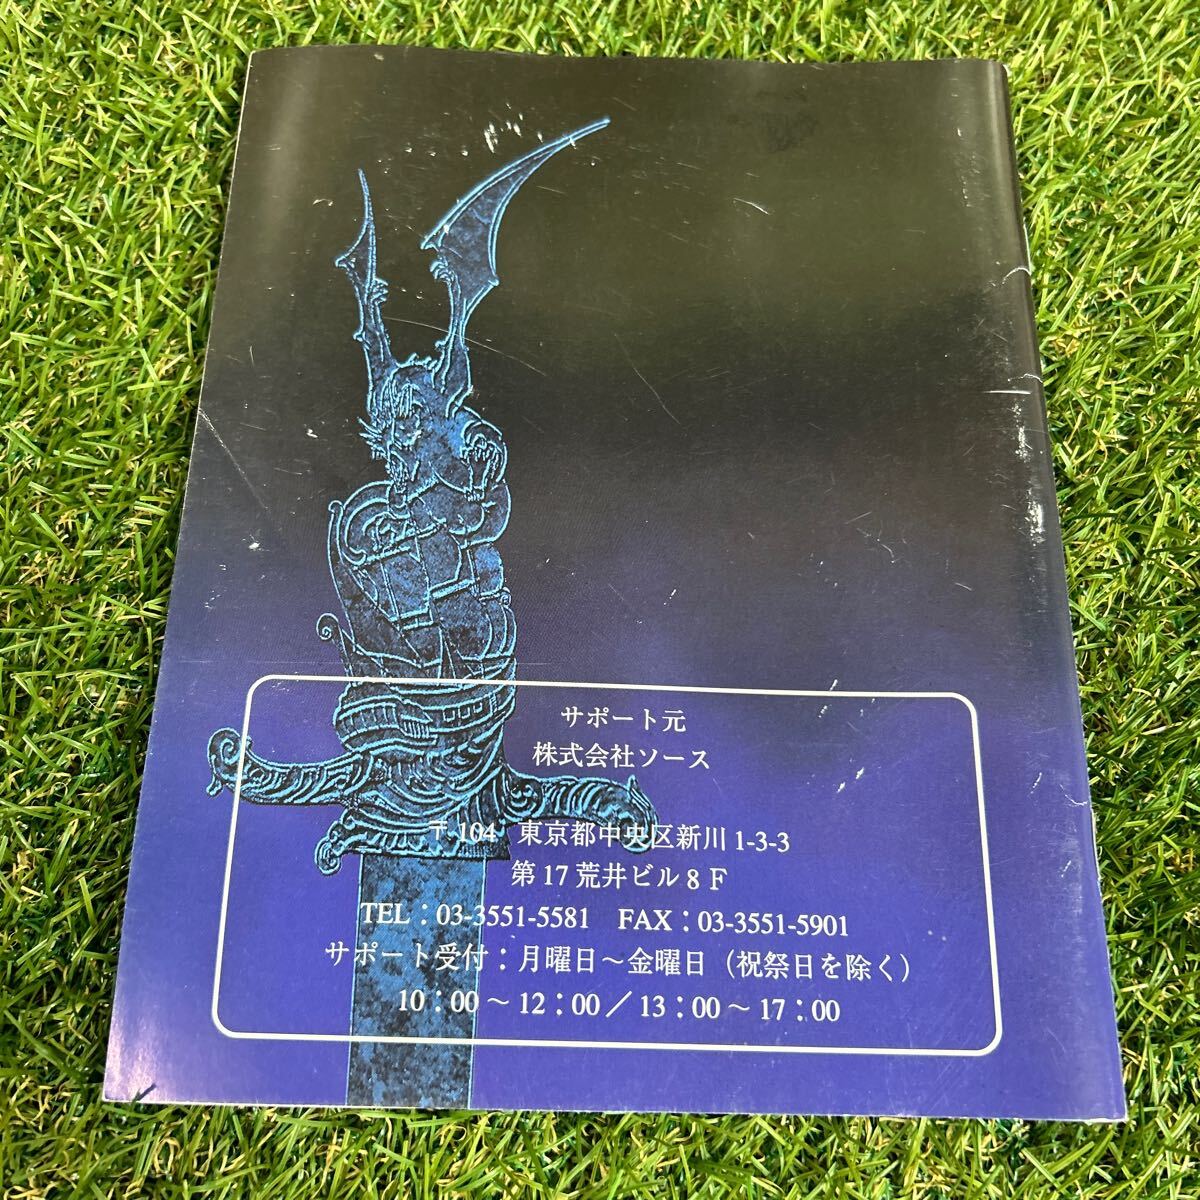 サポート元
株式会社ソース
〒104 東京都中央区新川1-3-3
第17荒井ビル8F
TEL：03-3551-5581 FAX：03-3551-5901
サポート受付：月曜日～金曜日（祝祭日を除く）
10：00～12：00／13：00～17：00